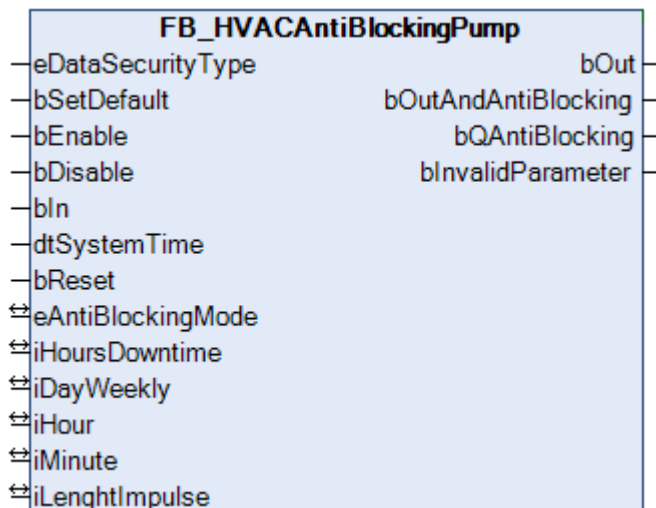 FB_HVACAntiBlockingPump
eDataSecurityType bOut
bSetDefault bOutAndAntiBlocking
bEnable bQAntiBlocking
bDisable bInvalidParameter
bIn
dtSystemTime
bReset
eAntiBlockingMode
iHoursDowntime
iDayWeekly
iHour
iMinute
iLenghtImpulse